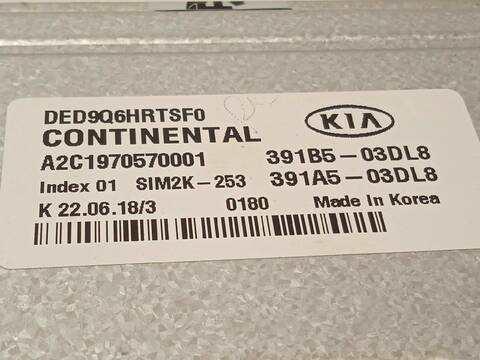 DED9Q6HRTSF0
CONTINENTAL
KIA
A2C1970570001 391B5-03DL8
Index 01 SIM2K-253 391A5-03DL8
K 22.06.18/3 0180 Made In Korea